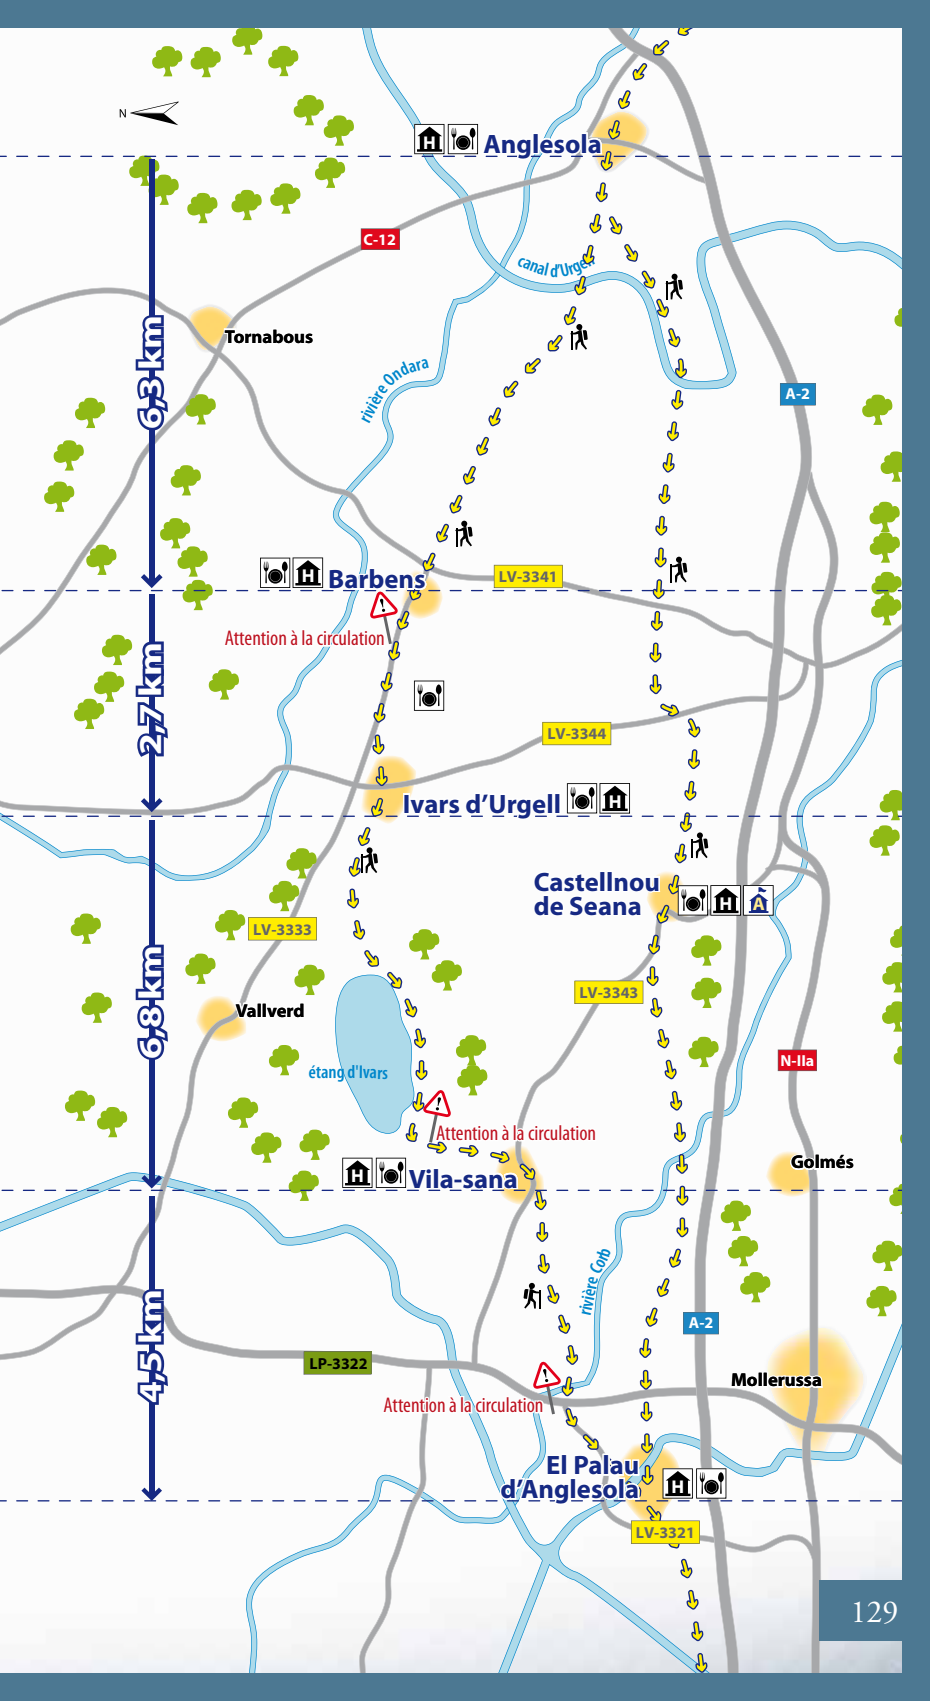 N
Anglesola
C-12
canal d'Urgell
Tornabous
rivière Ondara
A-2
6,3 km
LV-3341
Barbens
Attention à la circulation
2,7 km
LV-3344
Ivars d'Urgell
Castellnou
de Seana
LV-3333
LV-3343
6,8 km
Vallverd
N-IIa
étang d'Ivars
Attention à la circulation
Golmés
Vila-sana
rivière Corb
A-2
4,5 km
LP-3322
Mollerussa
Attention à la circulation
El Palau
d'Anglesola
LV-3321
129